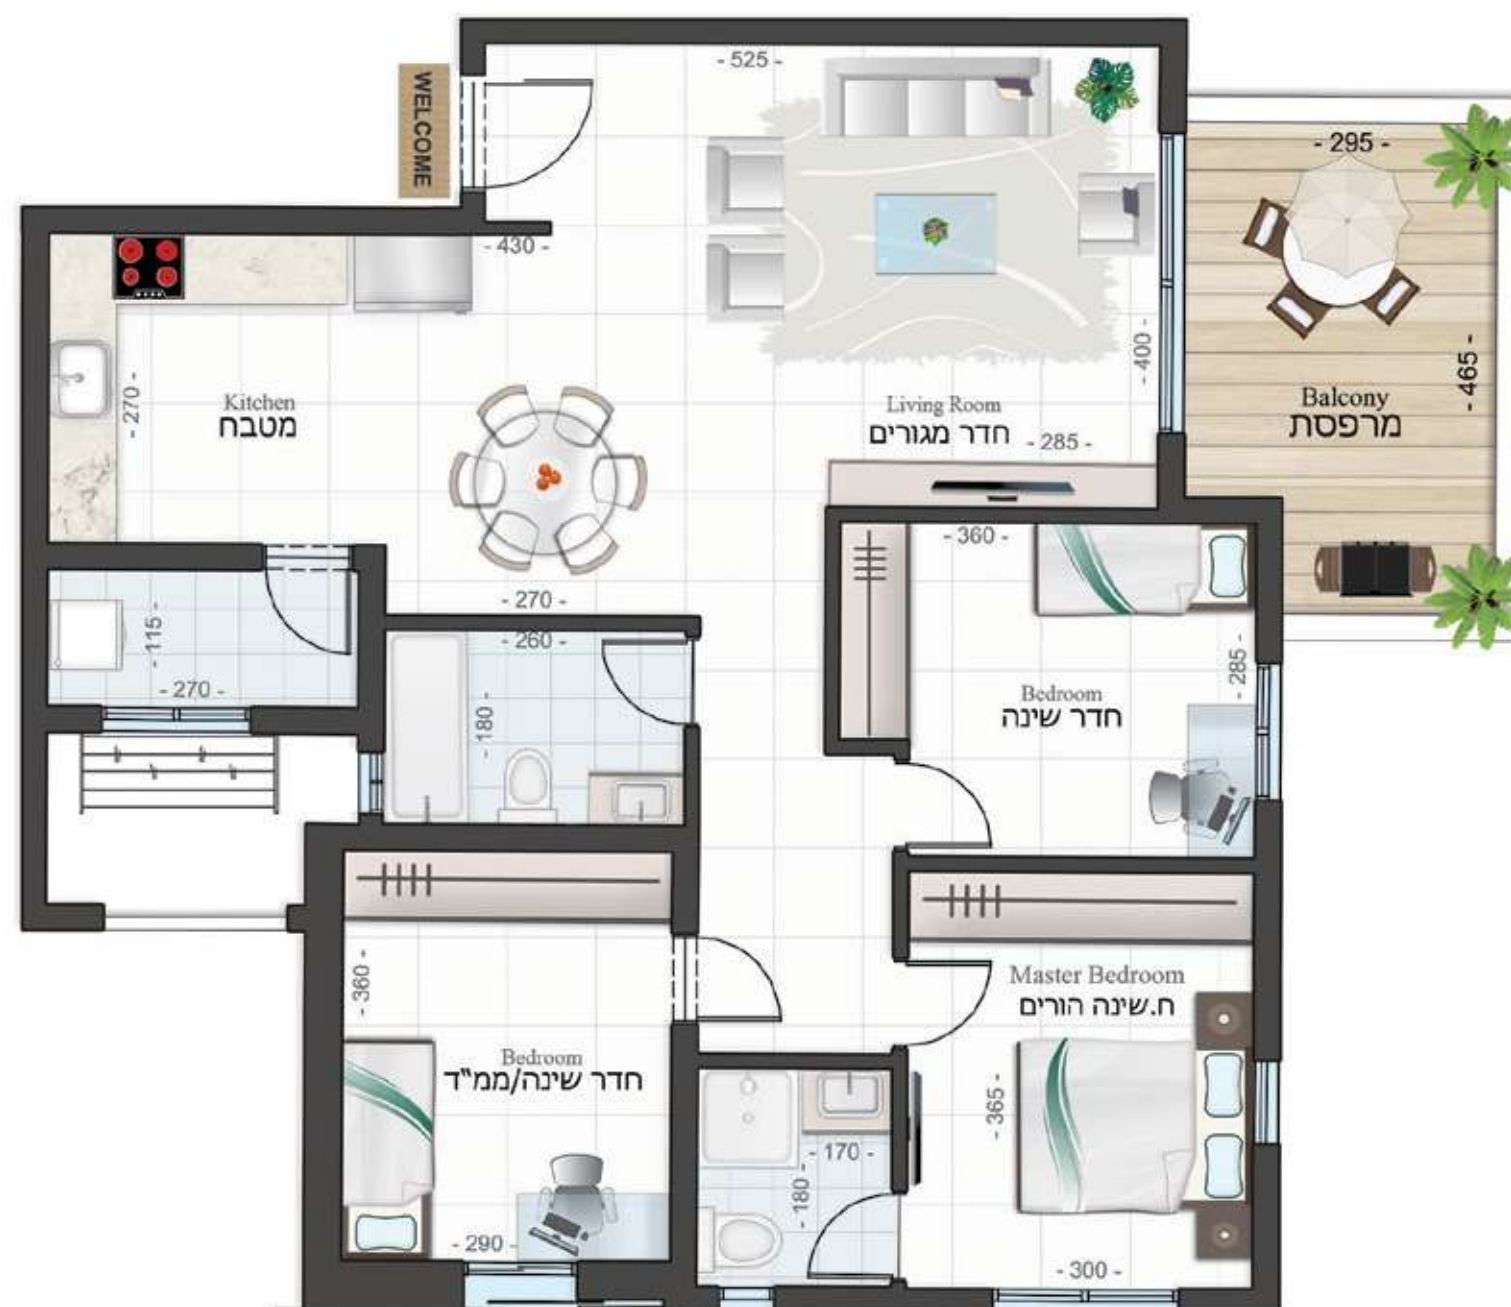 - 525 -
WELCOME
- 295 -
- 430 -
- 400 -
- 465 -
- 270 -
Kitchen
מטבח
Living Room
חדר מגורים
- 285 -
Balcony
מרפסת
- 360 -
- 270 -
- 115 -
- 270 -
- 260 -
- 180 -
- 285 -
Bedroom
חדר שינה
- 360 -
Master Bedroom
ח.שינה הורים
Bedroom
חדר שינה/ממ"ד
- 365 -
- 170 -
- 180 -
- 290 -
- 300 -